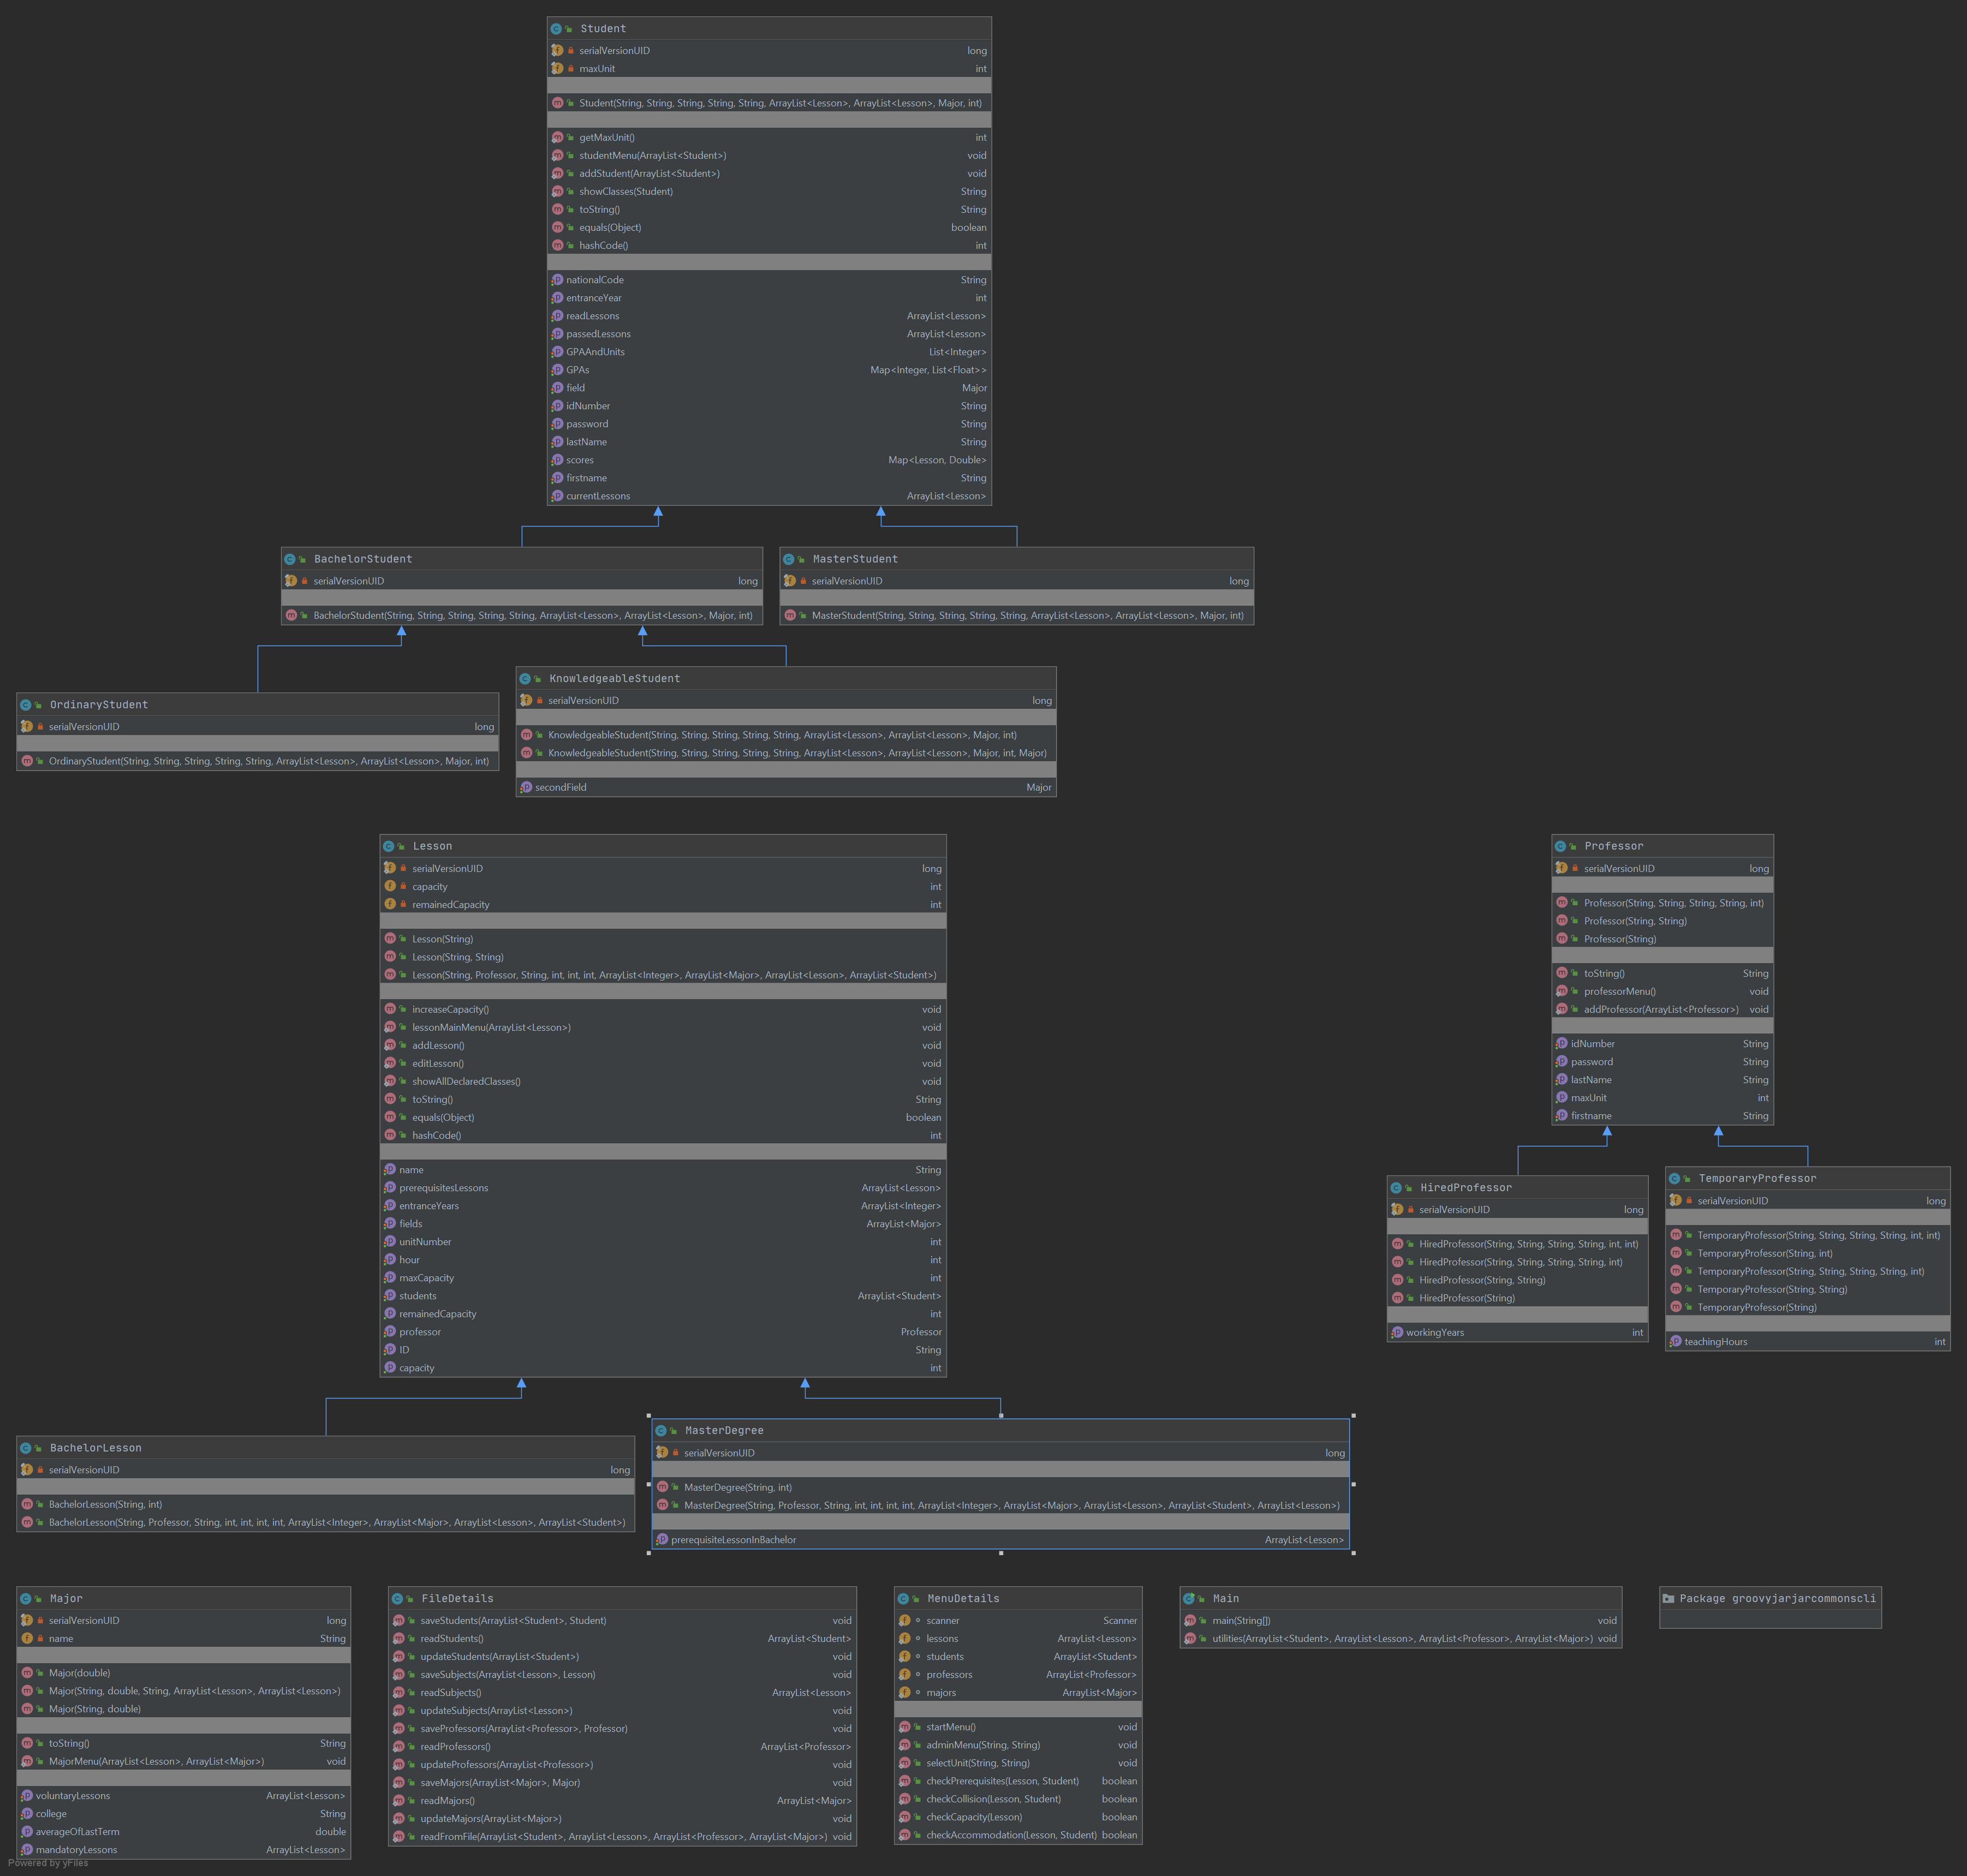 Student
serialVersionUID long
maxUnit int
Student(String, String, String, String, String, ArrayList<Lesson>, ArrayList<Lesson>, Major, int)
getMaxUnit() int
studentMenu(ArrayList<Student>) void
addStudent(ArrayList<Student>) void
showClasses(Student) String
toString() String
equals(Object) boolean
hashCode() int
nationalCode String
entranceYear int
readLessons ArrayList<Lesson>
passedLessons ArrayList<Lesson>
GPAAndUnits List<Integer>
GPAs Map<Integer, List<Float>>
field Major
idNumber String
password String
lastName String
scores Map<Lesson, Double>
firstname String
currentLessons ArrayList<Lesson>
BachelorStudent
serialVersionUID long
BachelorStudent(String, String, String, String, String, ArrayList<Lesson>, ArrayList<Lesson>, Major, int)
MasterStudent
serialVersionUID long
MasterStudent(String, String, String, String, String, ArrayList<Lesson>, ArrayList<Lesson>, Major, int)
OrdinaryStudent
serialVersionUID long
OrdinaryStudent(String, String, String, String, String, ArrayList<Lesson>, ArrayList<Lesson>, Major, int)
KnowledgeableStudent
serialVersionUID long
KnowledgeableStudent(String, String, String, String, String, ArrayList<Lesson>, ArrayList<Lesson>, Major, int)
KnowledgeableStudent(String, String, String, String, String, ArrayList<Lesson>, ArrayList<Lesson>, Major, int, Major)
secondField Major
Lesson
serialVersionUID long
capacity int
remainedCapacity int
Lesson(String)
Lesson(String, String)
Lesson(String, Professor, String, int, int, int, ArrayList<Integer>, ArrayList<Major>, ArrayList<Lesson>, ArrayList<Student>)
increaseCapacity() void
lessonMainMenu(ArrayList<Lesson>) void
addLesson() void
editLesson() void
showAllDeclaredClasses() void
toString() String
equals(Object) boolean
hashCode() int
name String
prerequisitesLessons ArrayList<Lesson>
entranceYears ArrayList<Integer>
fields ArrayList<Major>
unitNumber int
hour int
maxCapacity int
students ArrayList<Student>
remainedCapacity int
professor Professor
ID String
capacity int
Professor
serialVersionUID long
Professor(String, String, String, String, int)
Professor(String, String)
Professor(String)
toString() String
professorMenu() void
addProfessor(ArrayList<Professor>) void
idNumber String
password String
lastName String
maxUnit int
firstname String
HiredProfessor
serialVersionUID long
HiredProfessor(String, String, String, String, int, int)
HiredProfessor(String, String, String, String, int)
HiredProfessor(String, String)
HiredProfessor(String)
workingYears int
TemporaryProfessor
serialVersionUID long
TemporaryProfessor(String, String, String, String, int, int)
TemporaryProfessor(String, int)
TemporaryProfessor(String, String, String, String, int)
TemporaryProfessor(String, String)
TemporaryProfessor(String)
teachingHours int
BachelorLesson
serialVersionUID long
BachelorLesson(String, int)
BachelorLesson(String, Professor, String, int, int, int, int, ArrayList<Integer>, ArrayList<Major>, ArrayList<Lesson>, ArrayList<Student>)
MasterDegree
serialVersionUID long
MasterDegree(String, int)
MasterDegree(String, Professor, String, int, int, int, int, ArrayList<Integer>, ArrayList<Major>, ArrayList<Lesson>, ArrayList<Student>, ArrayList<Lesson>)
prerequisiteLessonInBachelor ArrayList<Lesson>
Major
serialVersionUID long
name String
Major(double)
Major(String, double, String, ArrayList<Lesson>, ArrayList<Lesson>)
Major(String, double)
toString() String
MajorMenu(ArrayList<Lesson>, ArrayList<Major>) void
voluntaryLessons ArrayList<Lesson>
college String
averageOfLastTerm double
mandatoryLessons ArrayList<Lesson>
FileDetails
saveStudents(ArrayList<Student>, Student) void
readStudents() ArrayList<Student>
updateStudents(ArrayList<Student>) void
saveSubjects(ArrayList<Lesson>, Lesson) void
readSubjects() ArrayList<Lesson>
updateSubjects(ArrayList<Lesson>) void
saveProfessors(ArrayList<Professor>, Professor) void
readProfessors() ArrayList<Professor>
updateProfessors(ArrayList<Professor>) void
saveMajors(ArrayList<Major>, Major) void
readMajors() ArrayList<Major>
updateMajors(ArrayList<Major>) void
readFromFile(ArrayList<Student>, ArrayList<Lesson>, ArrayList<Professor>, ArrayList<Major>) void
MenuDetails
scanner Scanner
lessons ArrayList<Lesson>
students ArrayList<Student>
professors ArrayList<Professor>
majors ArrayList<Major>
startMenu() void
adminMenu(String, String) void
selectUnit(String, String) void
checkPrerequisites(Lesson, Student) boolean
checkCollision(Lesson, Student) boolean
checkCapacity(Lesson) boolean
checkAccommodation(Lesson, Student) boolean
Main
main(String[]) void
utilities(ArrayList<Student>, ArrayList<Lesson>, ArrayList<Professor>, ArrayList<Major>) void
Package groovyjarjarcommonscli
Powered by yFiles